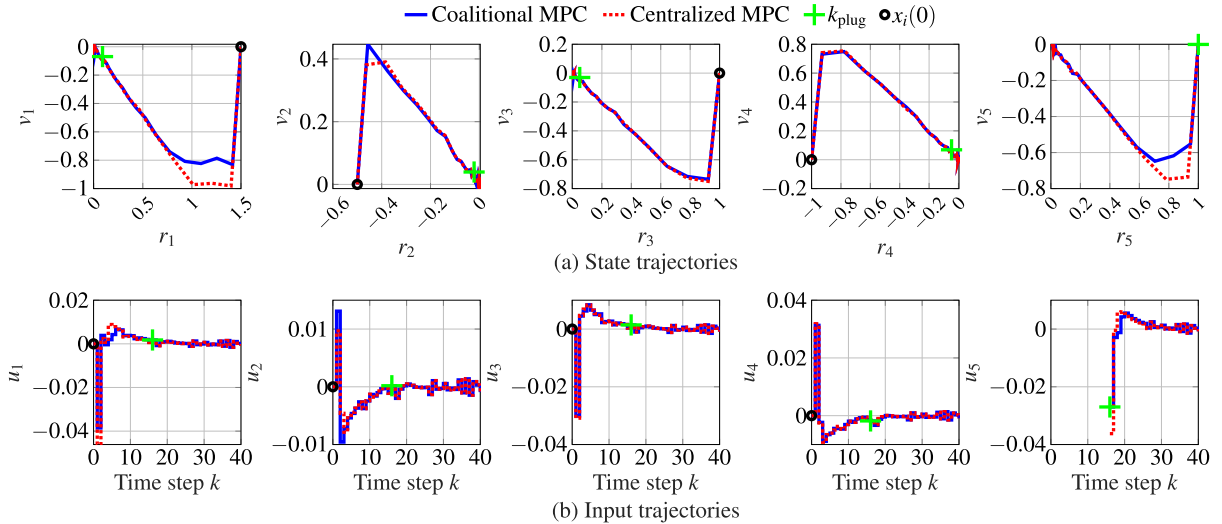 Coalitional MPC Centralized MPC k_plug x_i(0)
0 −0.2 −0.4 −0.6 −0.8 −1
v_1
0 0.5 1 1.5
r_1
0.4 0.2 0
v_2
−0.6 −0.4 −0.2 0
r_2
0.2 0 −0.2 −0.4 −0.6 −0.8
v_3
0 0.2 0.4 0.6 0.8 1
r_3
0.8 0.6 0.4 0.2 0 −0.2
v_4
−1 −0.8 −0.6 −0.4 −0.2 0
r_4
0 −0.2 −0.4 −0.6 −0.8
v_5
0 0.2 0.4 0.6 0.8 1
r_5
(a) State trajectories
0.02 0 −0.02 −0.04
u_1
0 10 20 30 40
Time step k
0.01 0 −0.01
u_2
0 10 20 30 40
Time step k
0 −0.02 −0.04
u_3
0 10 20 30 40
Time step k
0.04 0.02 0
u_4
0 10 20 30 40
Time step k
0 −0.02 −0.04
u_5
0 10 20 30 40
Time step k
(b) Input trajectories